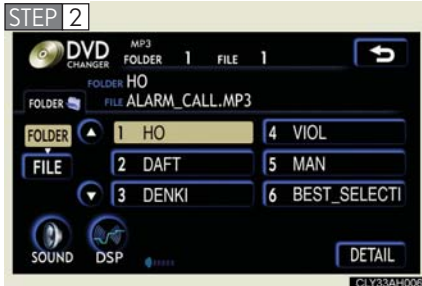 STEP 2
DVD CHANGER
MP3
FOLDER 1 FILE 1
FOLDER HO
FILE ALARM_CALL.MP3
FOLDER
FOLDER
FILE
1 HO
2 DAFT
3 DENKI
4 VIOL
5 MAN
6 BEST_SELECTI
SOUND
DSP
DETAIL
CLY33AH006